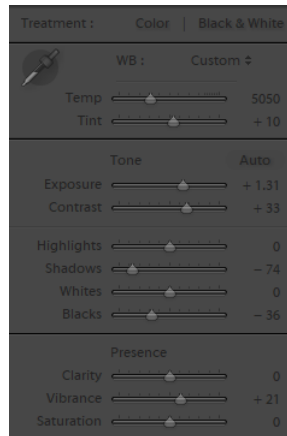 Treatment : Color | Black & White
WB : Custom
Temp 5050
Tint + 10
Tone Auto
Exposure + 1.31
Contrast + 33
Highlights 0
Shadows − 74
Whites 0
Blacks − 36
Presence
Clarity 0
Vibrance + 21
Saturation 0